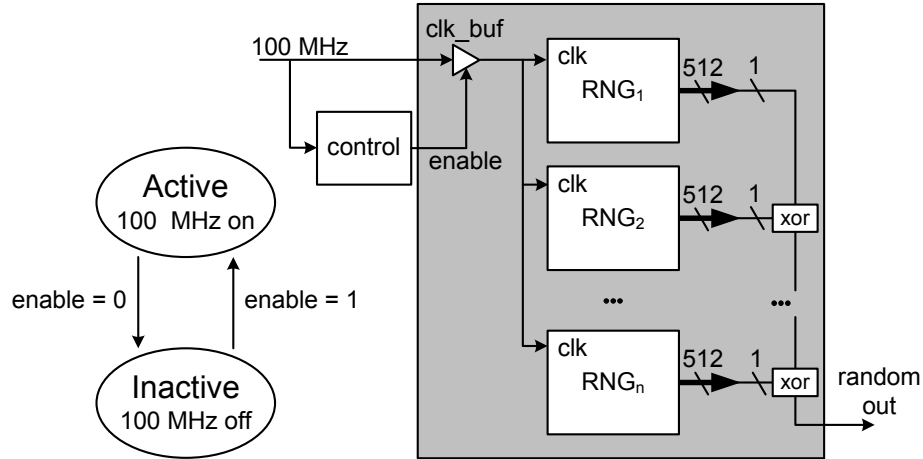 100 MHz
clk_buf
control
enable
clk
RNG1
512
1
clk
RNG2
512
1
xor
...
...
clk
RNGn
512
1
xor
random
out
Active
100 MHz on
enable = 0
enable = 1
Inactive
100 MHz off